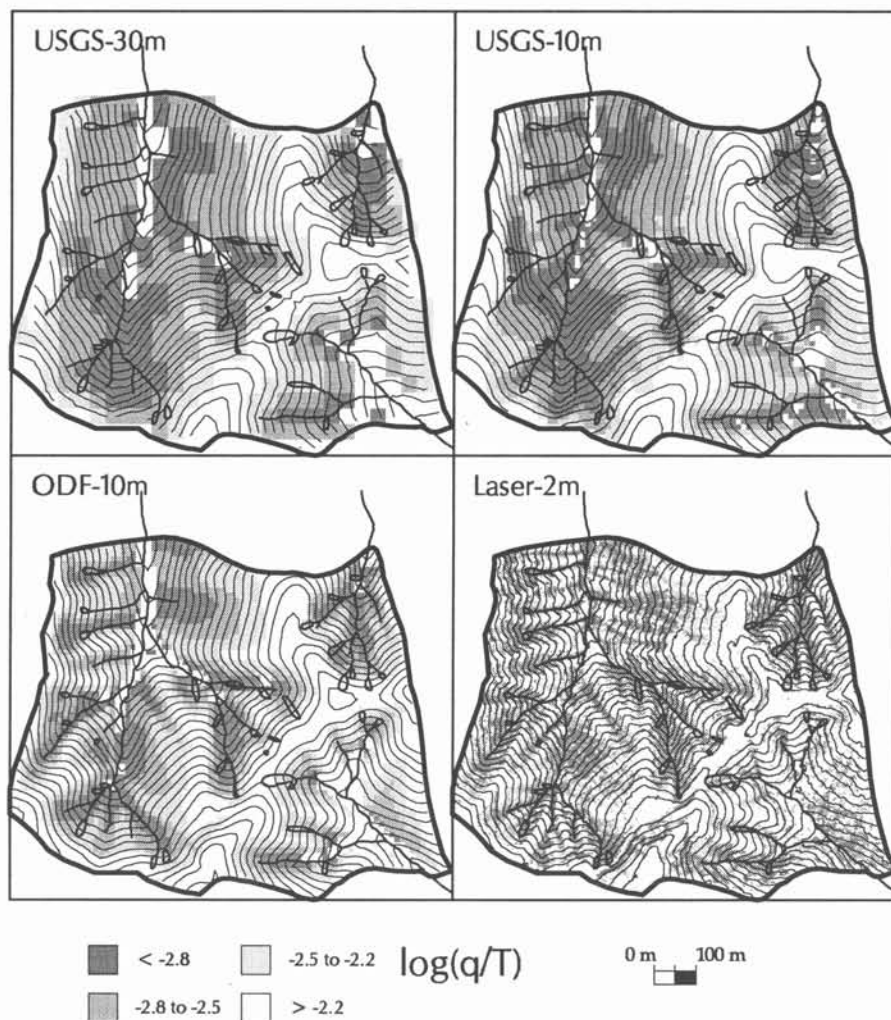 USGS-30m
USGS-10m
ODF-10m
Laser-2m
< -2.8
-2.5 to -2.2
log(q/T)
0 m 100 m
-2.8 to -2.5
> -2.2